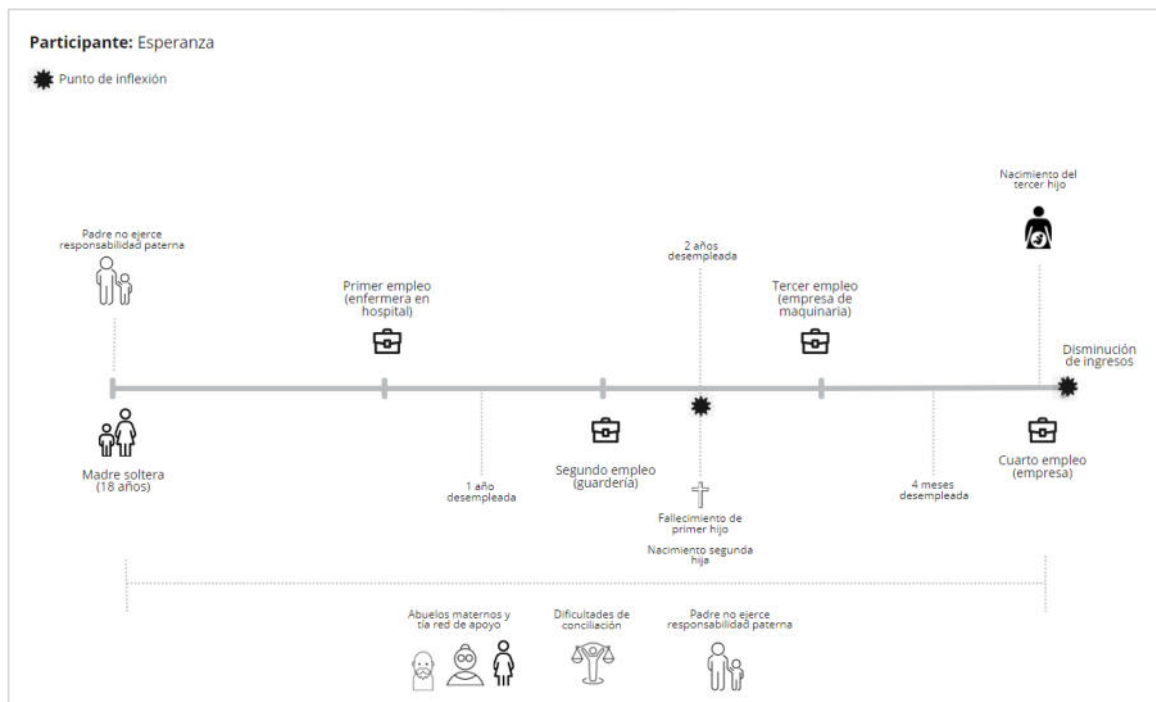 Participante: Esperanza
Punto de inflexión
Nacimiento del
tercer hijo
Padre no ejerce
responsabilidad paterna
2 años
desempleada
Primer empleo
(enfermera en
hospital)
Tercer empleo
(empresa de
maquinaria)
Disminución
de ingresos
Madre soltera
(18 años)
1 año
desempleada
Segundo empleo
(guardería)
4 meses
desempleada
Cuarto empleo
(empresa)
Fallecimiento de
primer hijo
Nacimiento segunda
hija
Abuelos maternos y
tía red de apoyo
Dificultades de
conciliación
Padre no ejerce
responsabilidad paterna